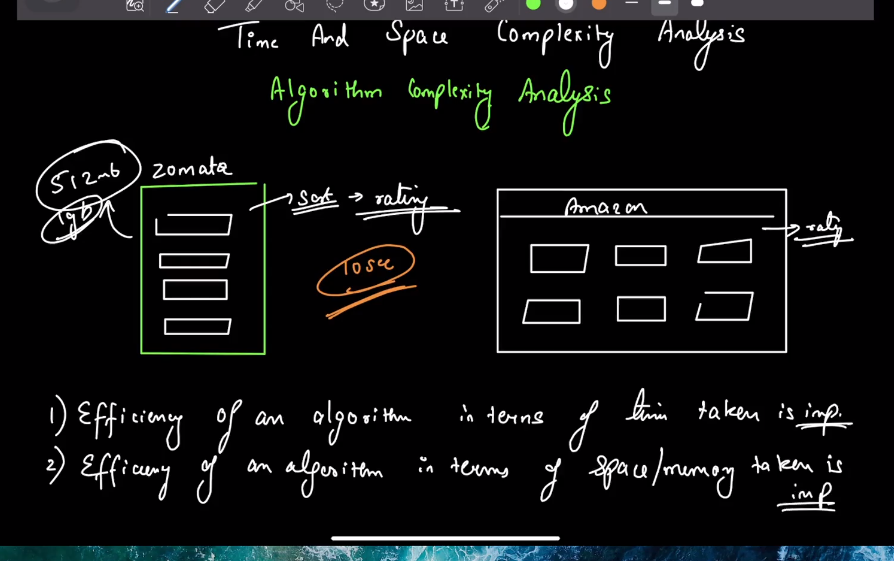 Time And Space Complexity Analysis
Algorithm Complexity Analysis
512mb
1gb
zomato
sort → rating
10sec
Amazon
1) Efficiency of an algorithm in terms of time taken is imp.
2) Efficiency of an algorithm in terms of space/memory taken is
imp